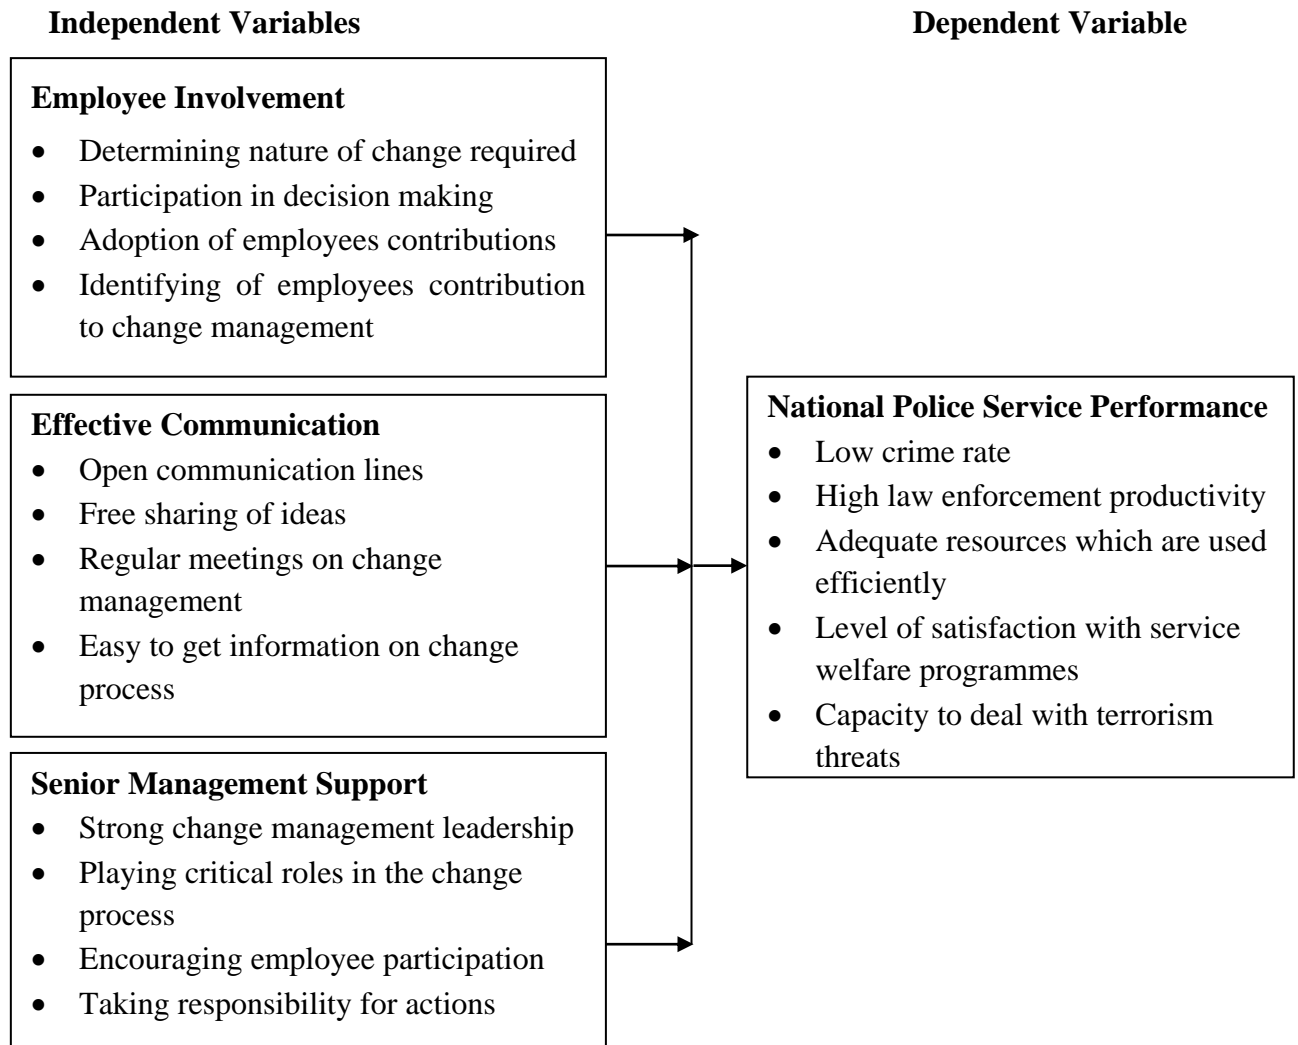 Independent Variables
Dependent Variable
Employee Involvement
• Determining nature of change required
• Participation in decision making
• Adoption of employees contributions
• Identifying of employees contribution
to change management
Effective Communication
• Open communication lines
• Free sharing of ideas
• Regular meetings on change
management
• Easy to get information on change
process
Senior Management Support
• Strong change management leadership
• Playing critical roles in the change
process
• Encouraging employee participation
• Taking responsibility for actions
National Police Service Performance
• Low crime rate
• High law enforcement productivity
• Adequate resources which are used
efficiently
• Level of satisfaction with service
welfare programmes
• Capacity to deal with terrorism
threats